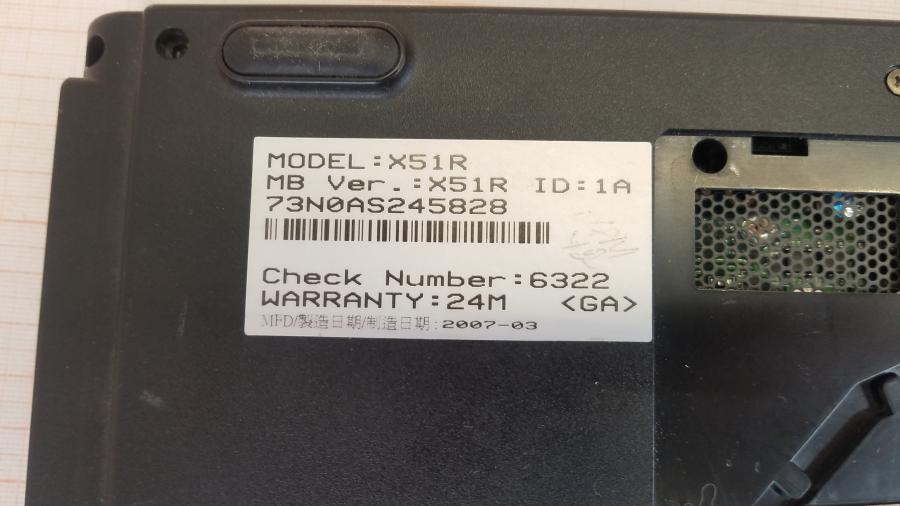 MODEL:X51R
MB Ver.:X51R ID:1A
73N0AS245828
Check Number:6322
WARRANTY:24M <GA>
MFD/製造日期/制造日期:2007-03